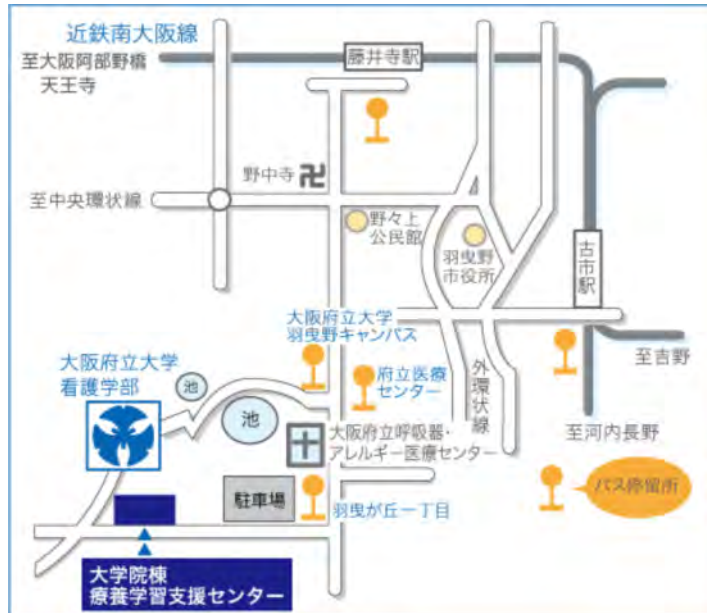 近鉄南大阪線
至大阪阿部野橋
天王寺
藤井寺駅
野中寺
至中央環状線
野々上
公民館
羽曳野
市役所
古市駅
大阪府立大学
羽曳野キャンパス
大阪府立大学
看護学部
池
池
府立医療
センター
外環状線
至吉野
至河内長野
大阪府立呼吸器・
アレルギー医療センター
駐車場
羽曳が丘一丁目
バス停留所
大学院棟
療養学習支援センター